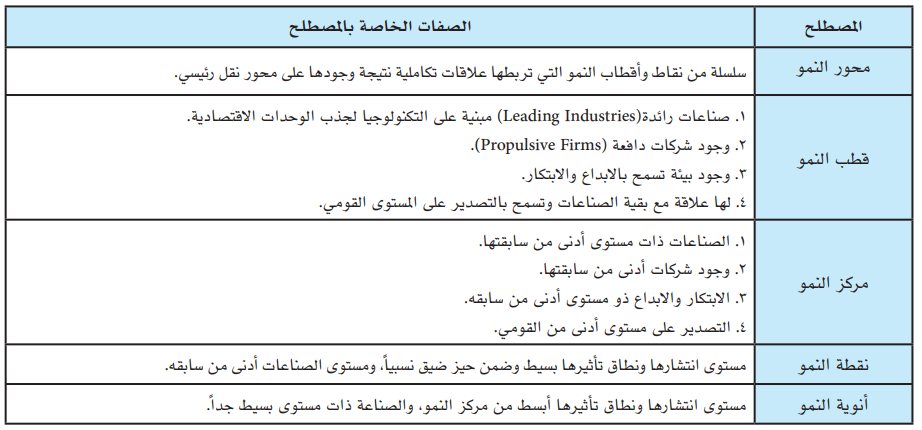 المصطلح
الصفات الخاصة بالمصطلح
محور النمو
سلسلة من نقاط وأقطاب النمو التي تربطها علاقات تكاملية نتيجة وجودها على محور نقل رئيسي.
قطب النمو
١. صناعات رائدة(Leading Industries) مبنية على التكنولوجيا لجذب الوحدات الاقتصادية.
٢. وجود شركات دافعة (Propulsive Firms).
٣. وجود بيئة تسمح بالابداع والابتكار.
٤. لها علاقة مع بقية الصناعات وتسمح بالتصدير على المستوى القومي.
مركز النمو
١. الصناعات ذات مستوى أدنى من سابقتها.
٢. وجود شركات أدنى من سابقتها.
٣. الابتكار والابداع ذو مستوى أدنى من سابقه.
٤. التصدير على مستوى أدنى من القومي.
نقطة النمو
مستوى انتشارها ونطاق تأثيرها بسيط وضمن حيز ضيق نسبياً، ومستوى الصناعات أدنى من سابقه.
أنوية النمو
مستوى انتشارها ونطاق تأثيرها أبسط من مركز النمو، والصناعة ذات مستوى بسيط جداً.